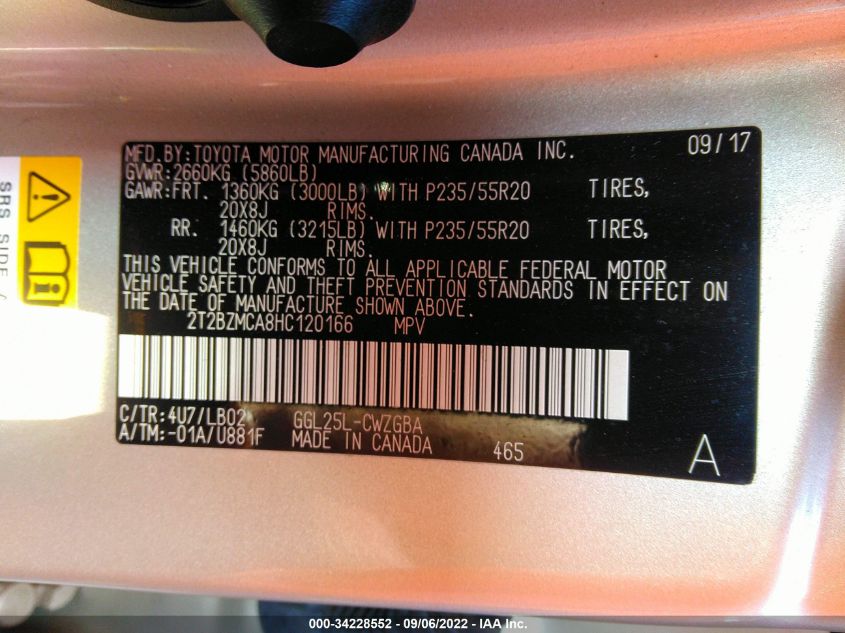 MFD. BY: TOYOTA MOTOR MANUFACTURING CANADA INC. 09/17
GVWR: 2660KG (5860LB)
GAWR: FRT. 1360KG (3000LB) WITH P235/55R20 TIRES,
20X8J RIMS.
RR. 1460KG (3215LB) WITH P235/55R20 TIRES,
20X8J RIMS.
THIS VEHICLE CONFORMS TO ALL APPLICABLE FEDERAL MOTOR
VEHICLE SAFETY AND THEFT PREVENTION STANDARDS IN EFFECT ON
THE DATE OF MANUFACTURE SHOWN ABOVE.
2T2BZMCA8HC120166 MPV
C/TR: 4U7/LB02 GGL25L-CWZGBA
A/TM: -01A/U881F MADE IN CANADA 465 A
SRS SIDE
000-34228552 - 09/06/2022 - IAA Inc.